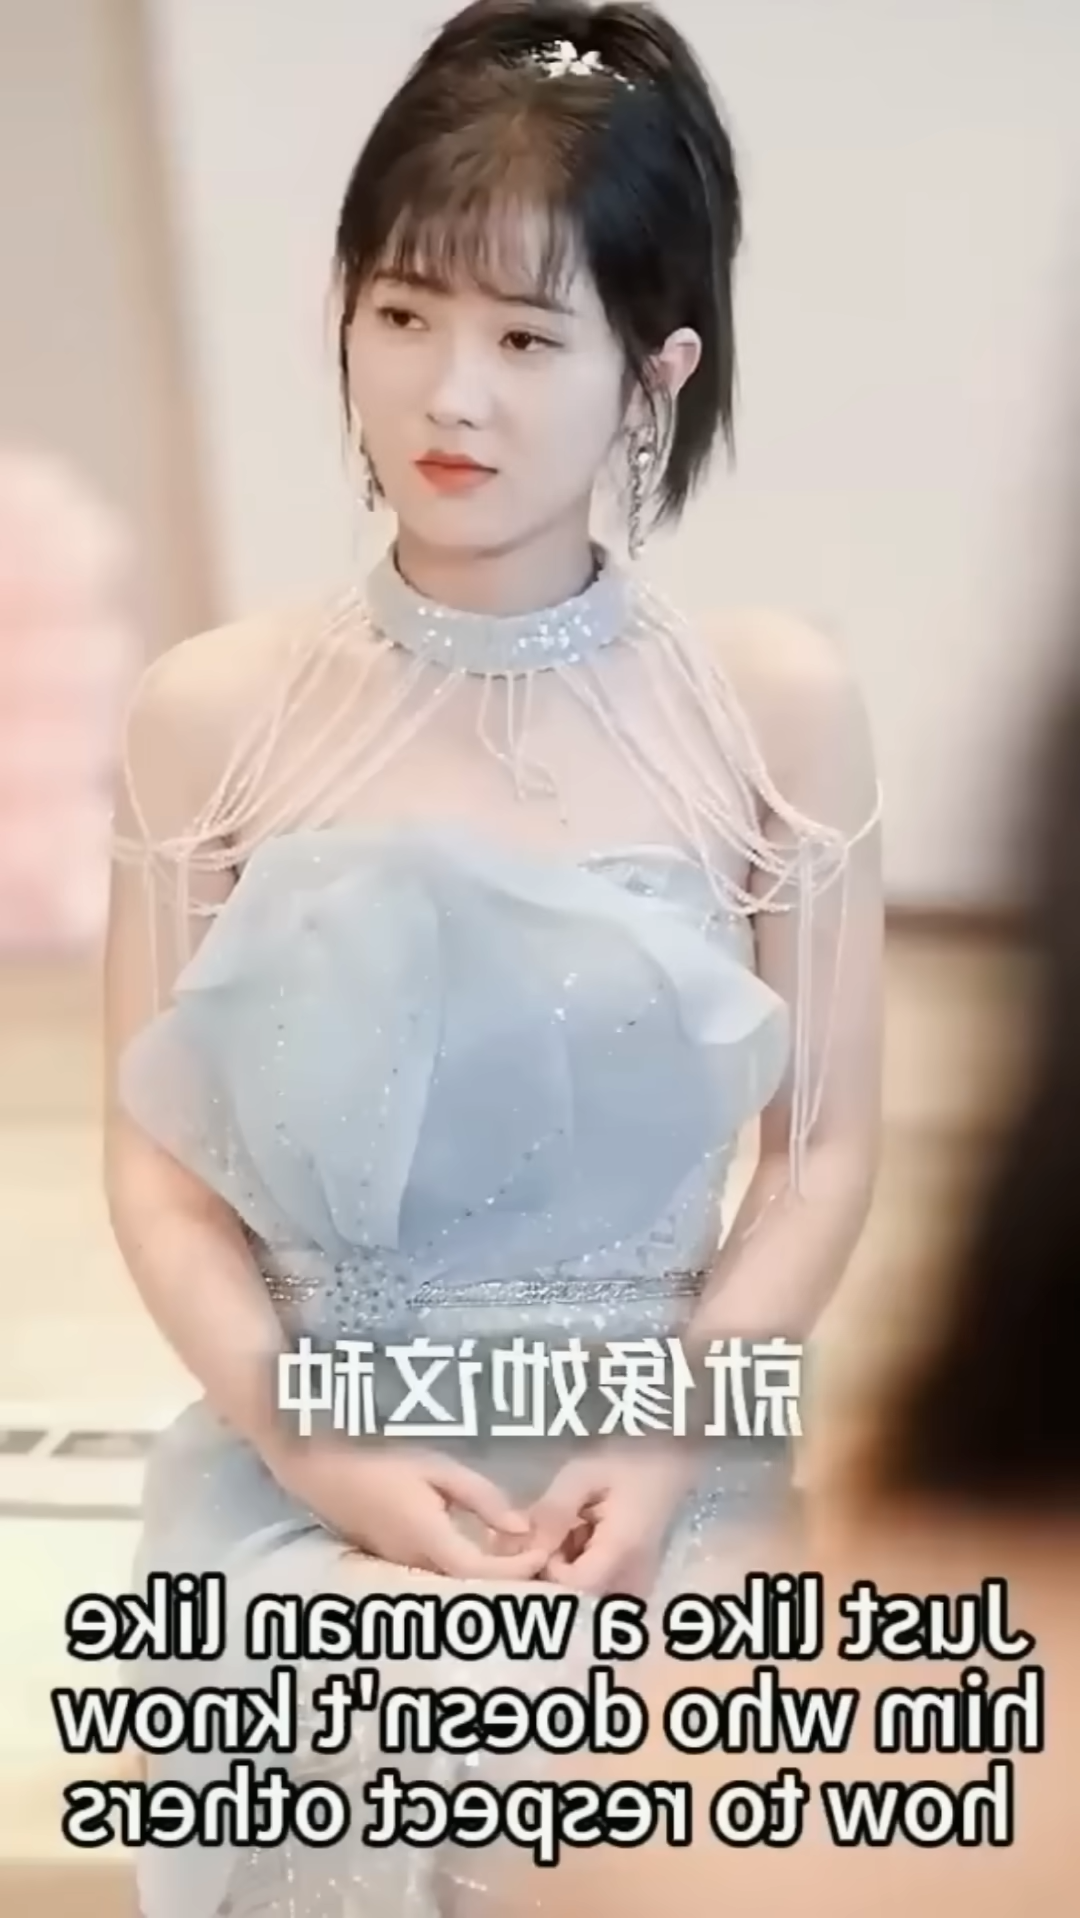 就像她这种
Just like a woman like
him who doesn't know
how to respect others